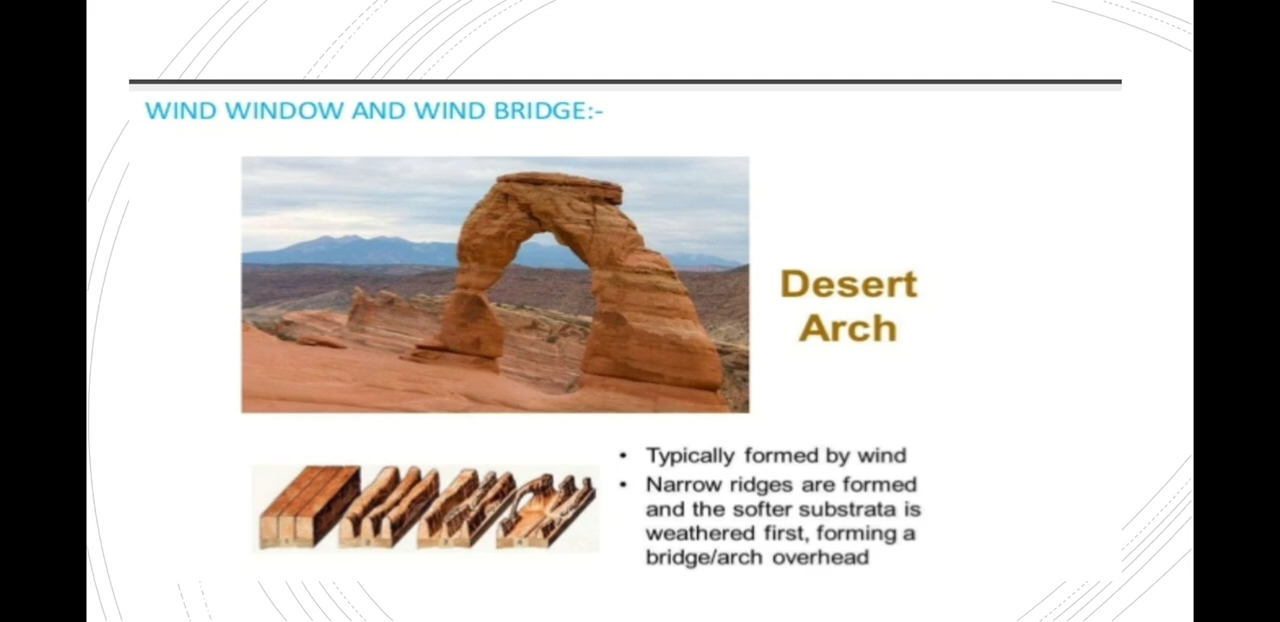 WIND WINDOW AND WIND BRIDGE:-
Desert
Arch
• Typically formed by wind
• Narrow ridges are formed
and the softer substrata is
weathered first, forming a
bridge/arch overhead